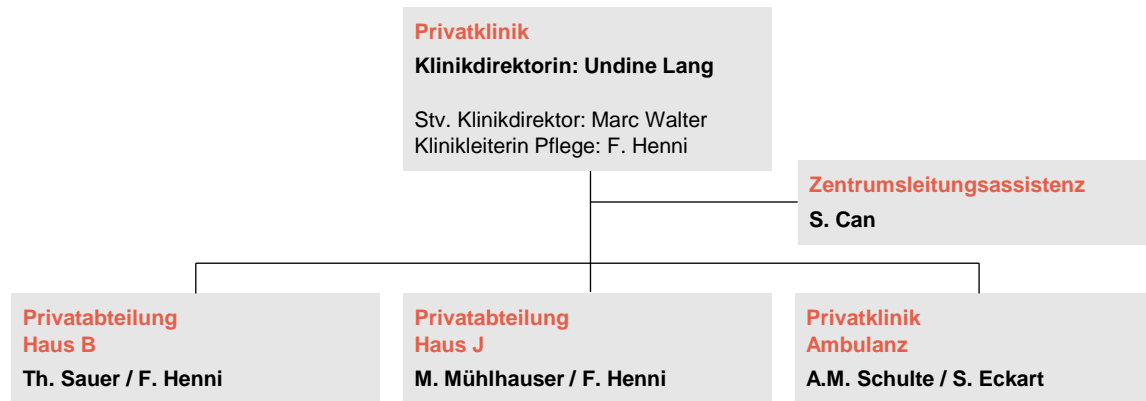 Privatklinik
Klinikdirektorin: Undine Lang
Stv. Klinikdirektor: Marc Walter
Klinikleiterin Pflege: F. Henni
Zentrumsleitungsassistenz
S. Can
Privatabteilung
Haus B
Th. Sauer / F. Henni
Privatabteilung
Haus J
M. Mühlhauser / F. Henni
Privatklinik
Ambulanz
A.M. Schulte / S. Eckart